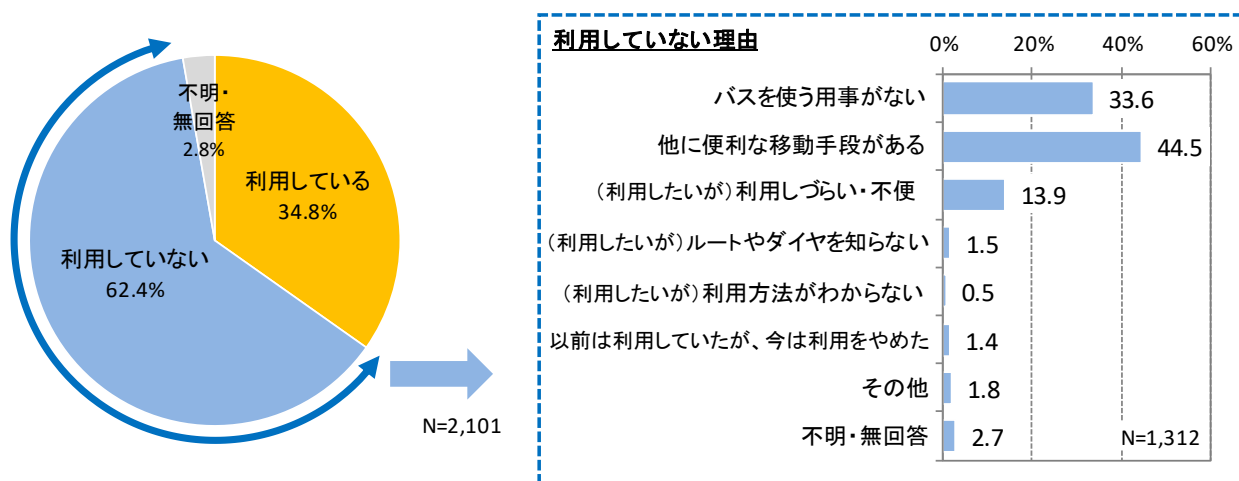 不明・
無回答
2.8%
利用している
34.8%
利用していない
62.4%
N=2,101
利用していない理由
0% 20% 40% 60%
バスを使う用事がない 33.6
他に便利な移動手段がある 44.5
（利用したいが）利用しづらい・不便 13.9
（利用したいが）ルートやダイヤを知らない 1.5
（利用したいが）利用方法がわからない 0.5
以前は利用していたが、今は利用をやめた 1.4
その他 1.8
不明・無回答 2.7
N=1,312